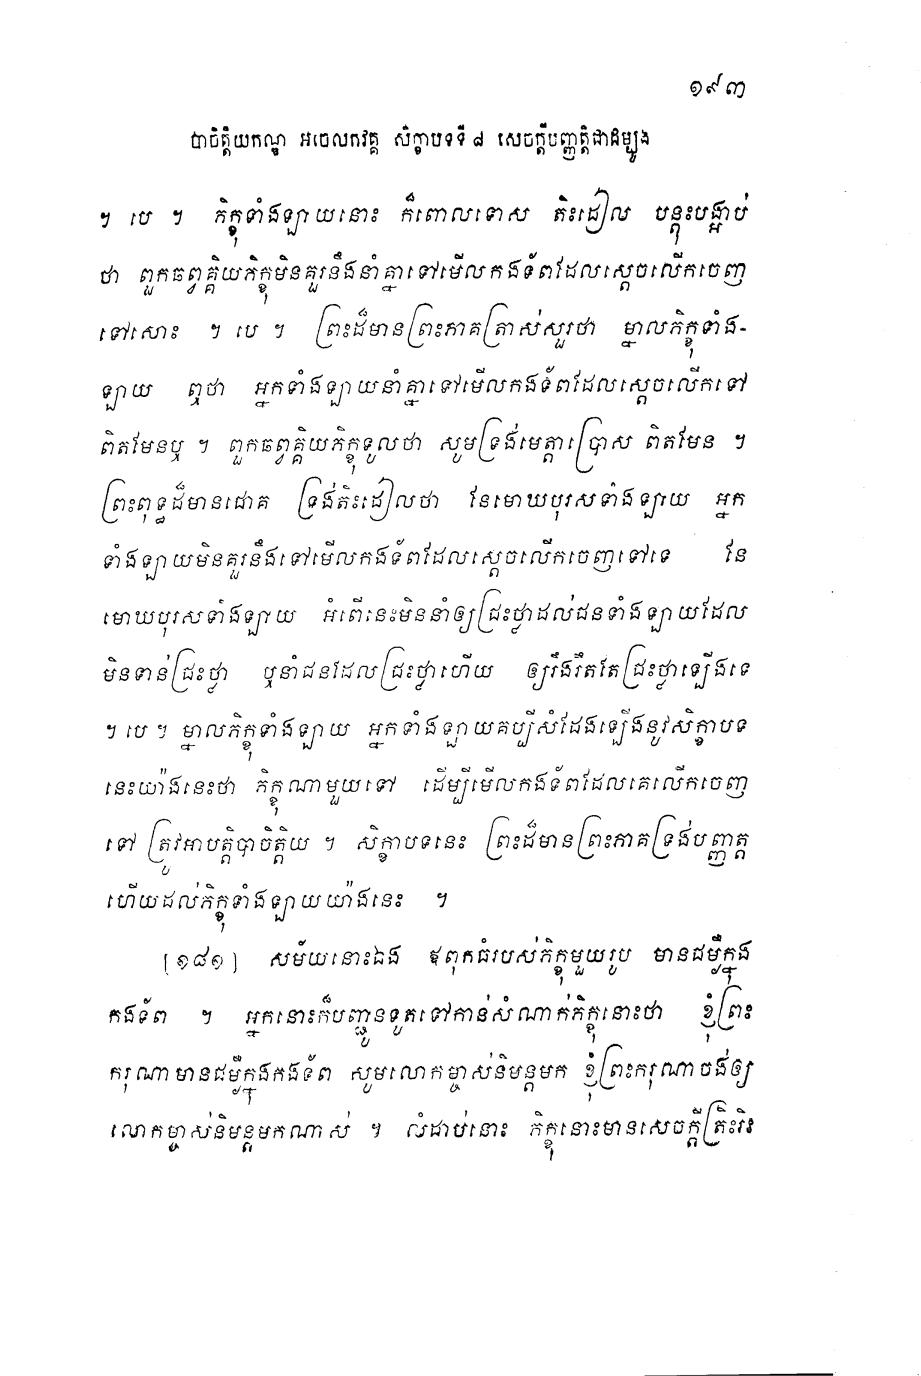 ១៩៣
បាចិត្តិយកណ្ឌ អចេលកវគ្គ សិក្ខាបទទី ៨ សេចក្តីបញ្ញត្តិជាដំបូង
។ បេ ។ ភិក្ខុទាំងឡាយនោះ ក៏ពោលទោស តិះដៀល បន្តុះបង្អាប់
ថា ពួកឆព្វគ្គិយភិក្ខុមិនគួរនឹងនាំគ្នាទៅមើលកងទ័ពដែលស្តេចលើកចេញ
ទៅសោះ ។ បេ ។ ព្រះដ៏មានព្រះភាគត្រាស់សួរថា ម្នាលភិក្ខុទាំង-
ឡាយ ឮថា អ្នកទាំងឡាយនាំគ្នាទៅមើលកងទ័ពដែលស្តេចលើកទៅ
ពិតមែនឬ ។ ពួកឆព្វគ្គិយភិក្ខុទូលថា សូមទ្រង់មេត្តាប្រោស ពិតមែន ។
ព្រះពុទ្ធដ៏មានជោគ ទ្រង់តិះដៀលថា នែមោឃបុរសទាំងឡាយ អ្នក
ទាំងឡាយមិនគួរនឹងទៅមើលកងទ័ពដែលស្តេចលើកចេញទៅទេ នែ
មោឃបុរសទាំងឡាយ អំពើនេះមិននាំឲ្យជ្រះថ្លាដល់ជនទាំងឡាយដែល
មិនទាន់ជ្រះថ្លា ឬនាំជនដែលជ្រះថ្លាហើយ ឲ្យរឹងរឹតតែជ្រះថ្លាឡើងទេ
។ បេ ។ ម្នាលភិក្ខុទាំងឡាយ អ្នកទាំងឡាយគប្បីសំដែងឡើងនូវសិក្ខាបទ
នេះយ៉ាងនេះថា ភិក្ខុណាមួយទៅ ដើម្បីមើលកងទ័ពដែលគេលើកចេញ
ទៅ ត្រូវអាបត្តិបាចិត្តិយ ។ សិក្ខាបទនេះ ព្រះដ៏មានព្រះភាគទ្រង់បញ្ញាត្ត
ហើយដល់ភិក្ខុទាំងឡាយយ៉ាងនេះ ។
[១៨១] សម័យនោះឯង ឪពុកធំរបស់ភិក្ខុមួយរូប មានជម្ងឺក្នុង
កងទ័ព ។ អ្នកនោះក៏បញ្ជូនទូតទៅកាន់សំណាក់ភិក្ខុនោះថា ខ្ញុំព្រះ
ករុណាមានជម្ងឺក្នុងកងទ័ព សូមលោកម្ចាស់និមន្តមក ខ្ញុំព្រះករុណាចង់ឲ្យ
លោកម្ចាស់និមន្តមកណាស់ ។ លំដាប់នោះ ភិក្ខុនោះមានសេចក្តីត្រិះរិះ